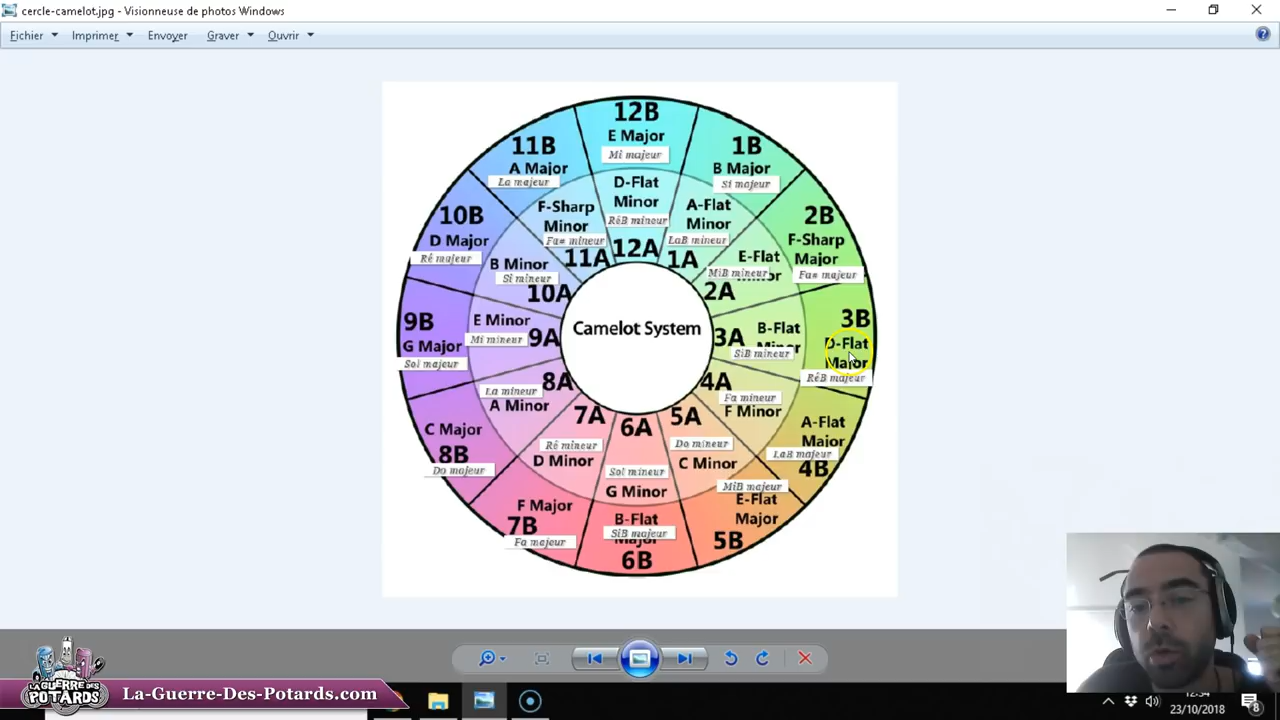 cercle-camelot.jpg - Visionneuse de photos Windows
Fichier Imprimer Envoyer Graver Ouvrir
12B
E Major
Mi majeur
D-Flat
Minor
RéB mineur
12A
1B
B Major
Si majeur
A-Flat
Minor
LaB mineur
1A
2B
F-Sharp
Major
Fa# majeur
E-Flat
MiB mineur
2A
3B
D-Flat
Major
RéB majeur
B-Flat
Minor
SiB mineur
3A
A-Flat
Major
LaB majeur
4B
4A
Fa mineur
F Minor
MiB majeur
E-Flat
Major
5B
5A
Do mineur
C Minor
6A
Sol mineur
G Minor
B-Flat
SiB majeur
Major
6B
7A
Ré mineur
D Minor
F Major
7B
Fa majeur
8A
La mineur
A Minor
C Major
8B
Do majeur
9B
G Major
Sol majeur
E Minor
Mi mineur
9A
10B
D Major
Ré majeur
B Minor
Si mineur
10A
11B
A Major
La majeur
F-Sharp
Minor
Fa# mineur
11A
Camelot System
LA GUERRE DES
POTARDS
La-Guerre-Des-Potards.com
12:34
23/10/2018
8